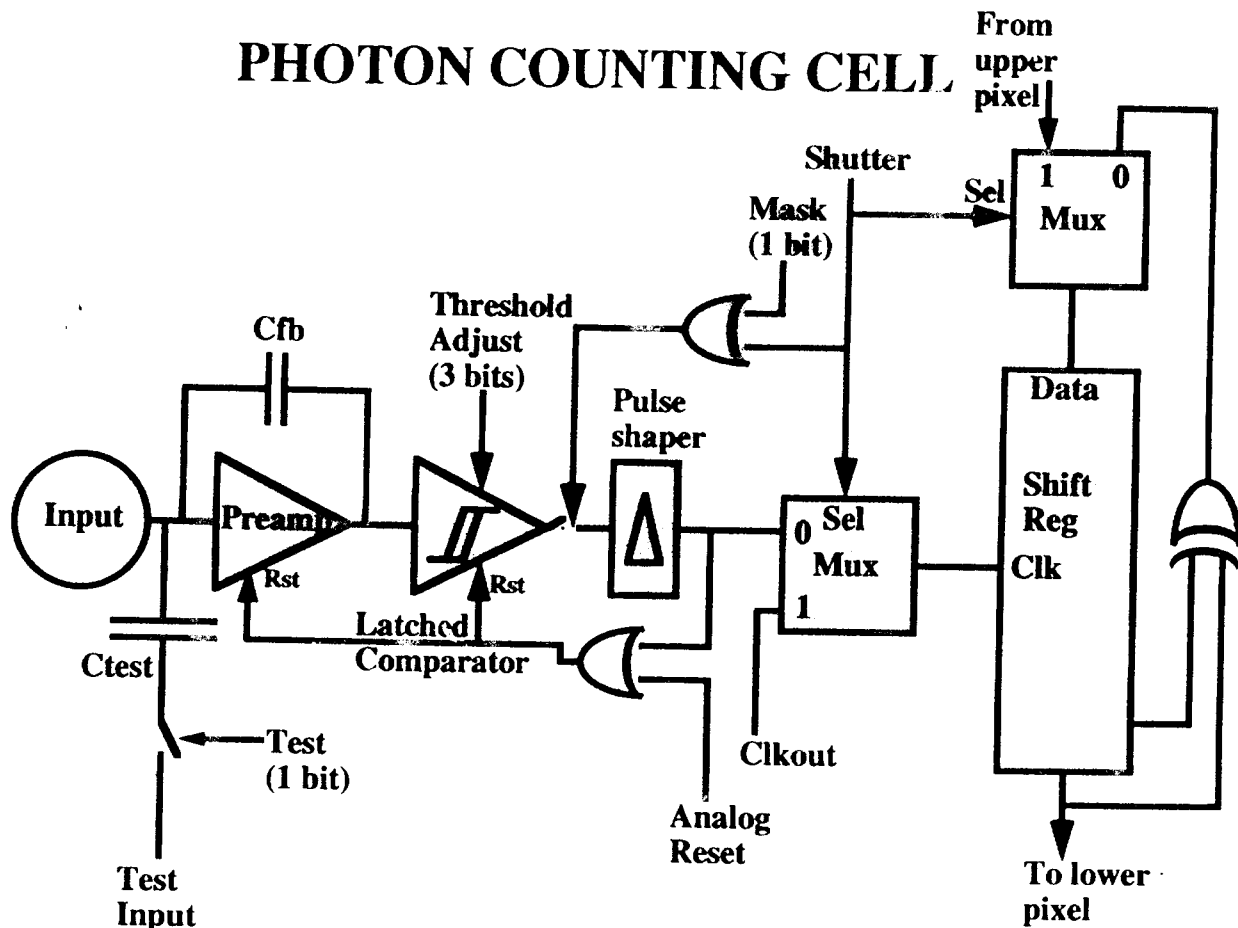 PHOTON COUNTING CELL
From
upper
pixel
Shutter
1 0
Sel
Mux
Mask
(1 bit)
Threshold
Adjust
(3 bits)
Cfb
Pulse
shaper
Data
Shift
Reg
Clk
Input
Preamp
Rst
Rst
0 Sel
Mux
1
Latched
Comparator
Ctest
Test
(1 bit)
Clkout
Analog
Reset
Test
Input
To lower
pixel